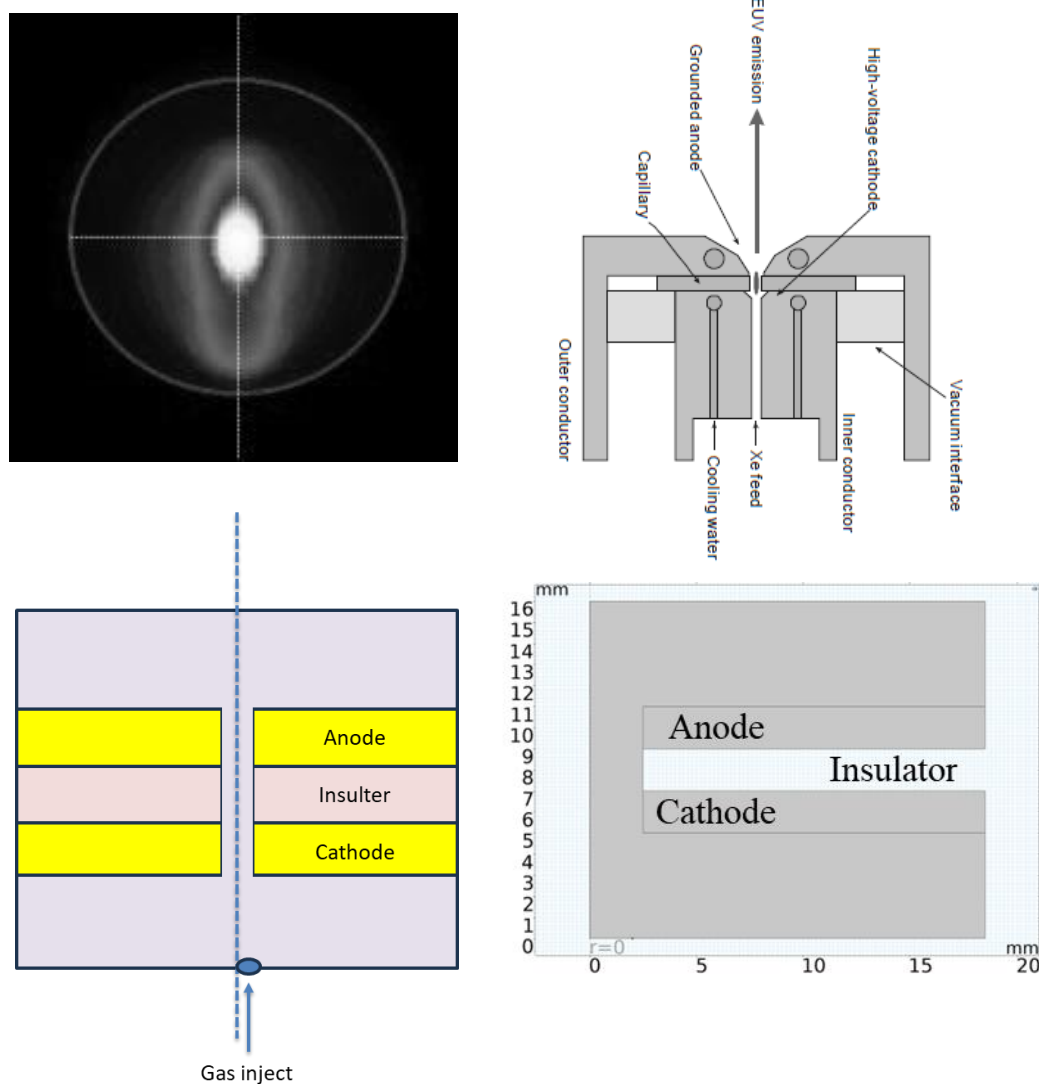 EUV emission
Grounded anode
High-voltage cathode
Capillary
Outer conductor
Cooling water
Xe feed
Inner conductor
Vacuum interface
Anode
Insulter
Cathode
Gas inject
mm
16
15
14
13
12
11
10
9
8
7
6
5
4
3
2
1
0
Anode
Insulator
Cathode
r=0
mm
0 5 10 15 20